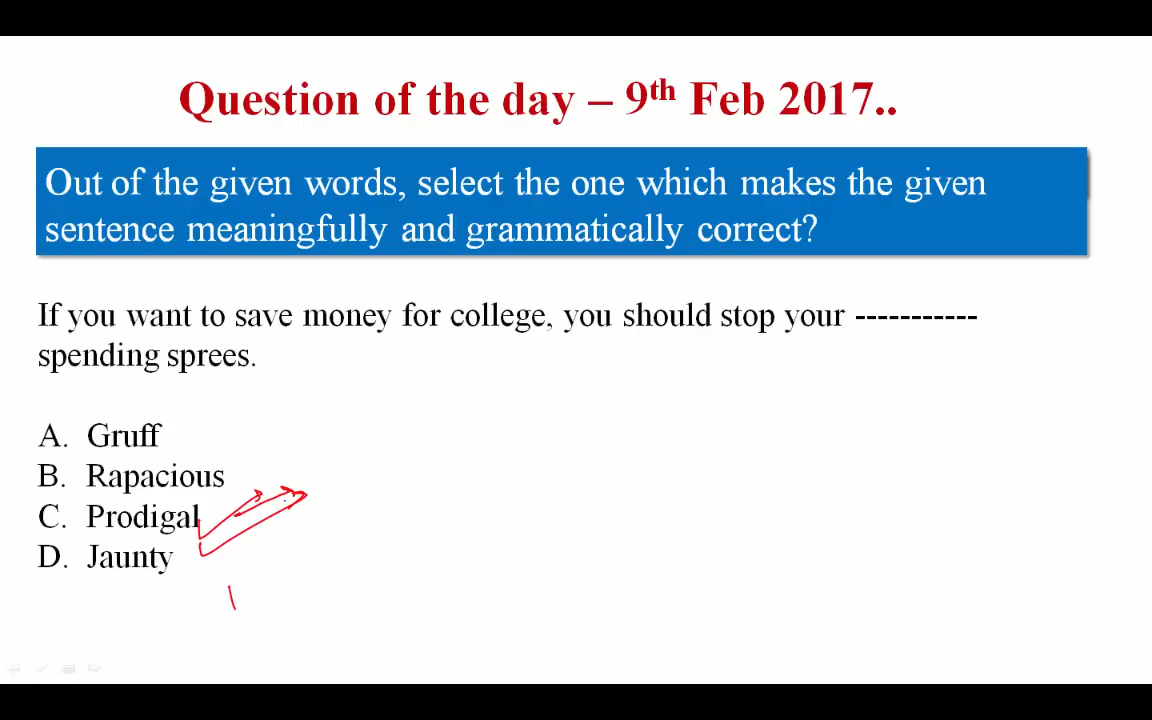 Question of the day – 9th Feb 2017..
Out of the given words, select the one which makes the given
sentence meaningfully and grammatically correct?
If you want to save money for college, you should stop your -----------
spending sprees.
A. Gruff
B. Rapacious
C. Prodigal
D. Jaunty